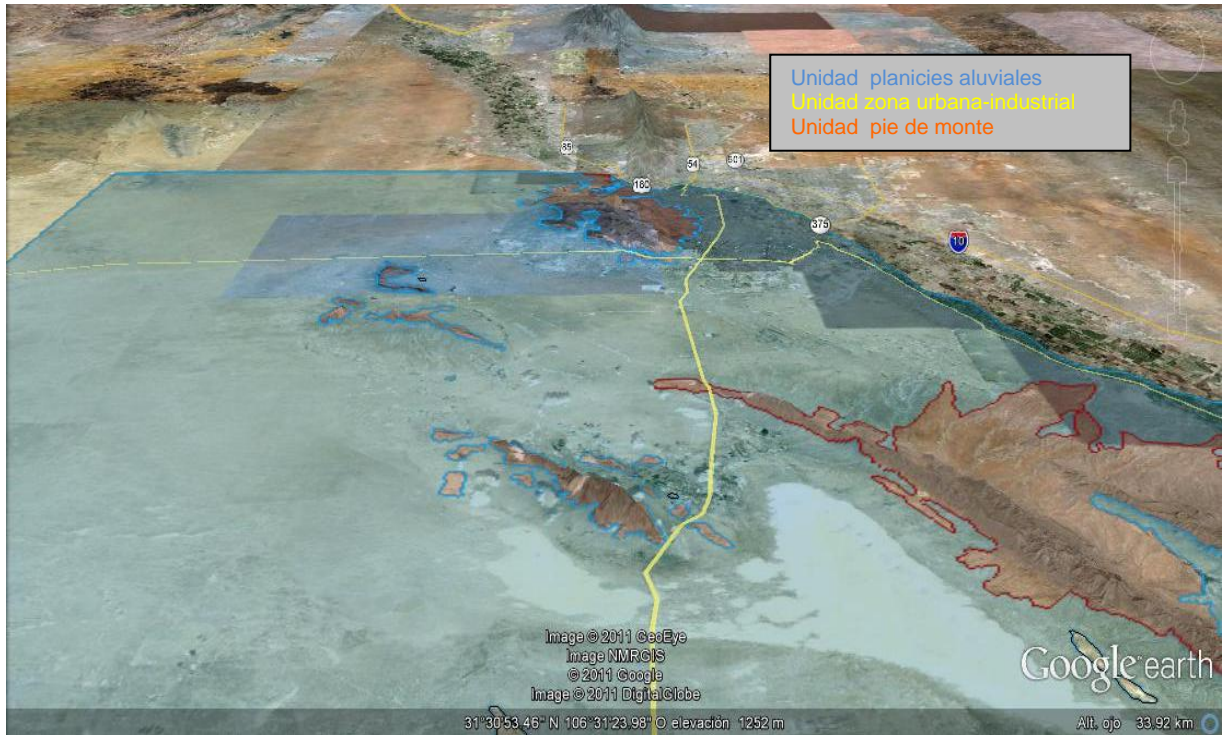 Unidad planicies aluviales
Unidad zona urbana-industrial
Unidad pie de monte
85
54
601
180
375
10
Image © 2011 GeoEye
Image NMRGIS
© 2011 Google
Image © 2011 DigitalGlobe
Google earth
31°30'53.46" N 106°31'23.98" O elevación 1252 m
Alt. ojo 33.92 km